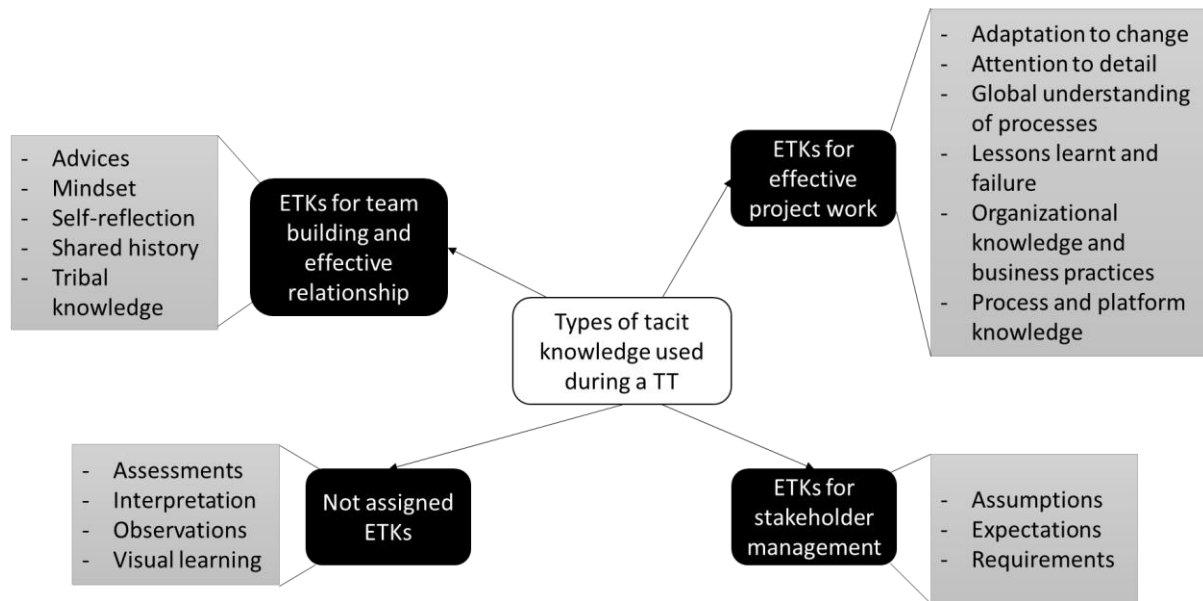 - Adaptation to change
- Attention to detail
- Global understanding
of processes
- Lessons learnt and
failure
- Organizational
knowledge and
business practices
- Process and platform
knowledge
ETKs for
effective
project work
- Advices
- Mindset
- Self-reflection
- Shared history
- Tribal
knowledge
ETKs for team
building and
effective
relationship
Types of tacit
knowledge used
during a TT
- Assessments
- Interpretation
- Observations
- Visual learning
Not assigned
ETKs
ETKs for
stakeholder
management
- Assumptions
- Expectations
- Requirements